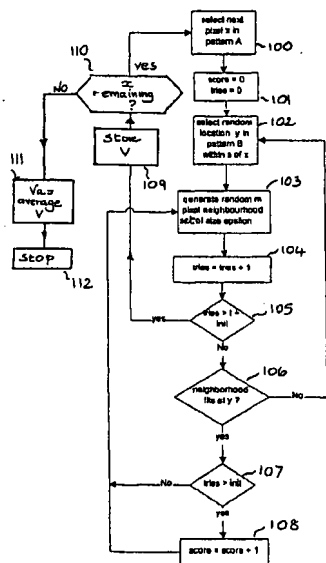 select next
pixel x in
pattern A
100
score = 0
tries = 0
101
select random
location y in
pattern B
within s of x
102
generate random m
pixel neighbourhood
size epsilon
103
tries = tries + 1
104
tries > t +
init
105
yes
No
neighborhood
fits at y ?
106
No
yes
tries > init
107
No
yes
score = score + 1
108
Store
V
109
110
x
remaining
?
yes
No
111
average
V
Stop
112